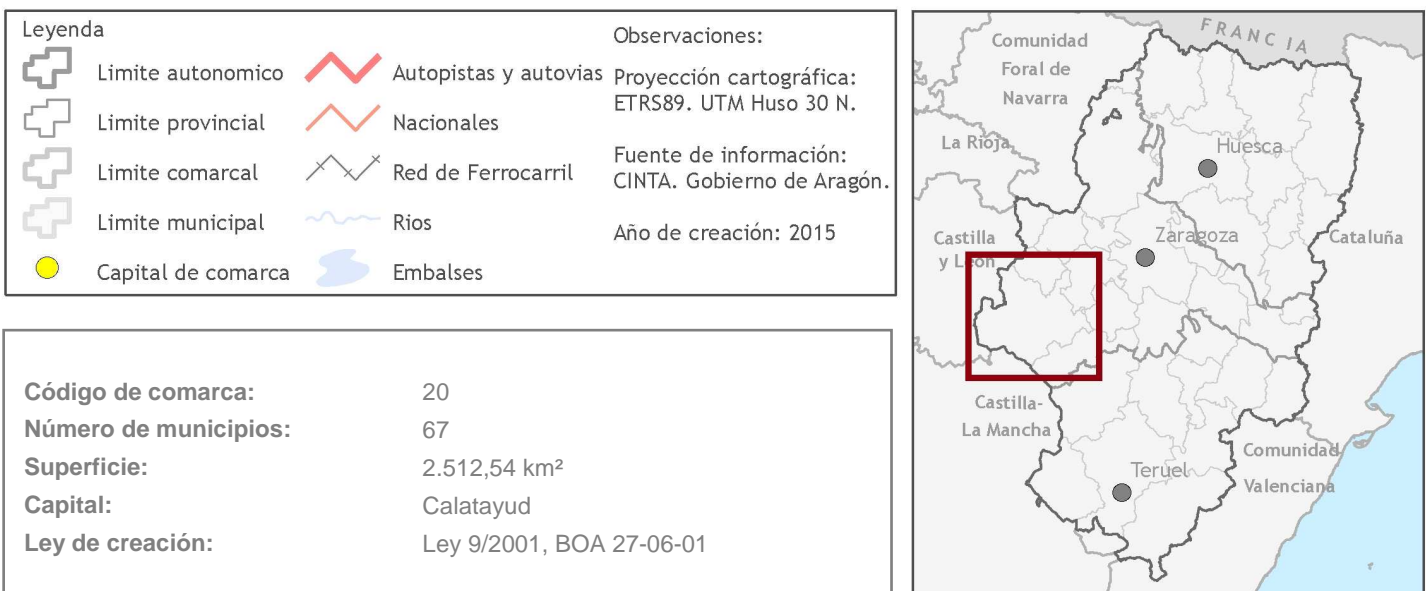 Leyenda
Limite autonomico
Limite provincial
Limite comarcal
Limite municipal
Capital de comarca
Autopistas y autovias
Nacionales
Red de Ferrocarril
Rios
Embalses
Observaciones:
Proyección cartográfica:
ETRS89. UTM Huso 30 N.
Fuente de información:
CINTA. Gobierno de Aragón.
Año de creación: 2015
Código de comarca: 20
Número de municipios: 67
Superficie: 2.512,54 km²
Capital: Calatayud
Ley de creación: Ley 9/2001, BOA 27-06-01
FRANCIA
Comunidad
Foral de
Navarra
La Rioja
Huesca
Castilla
y León
Zaragoza
Cataluña
Castilla-
La Mancha
Teruel
Comunidad
Valenciana